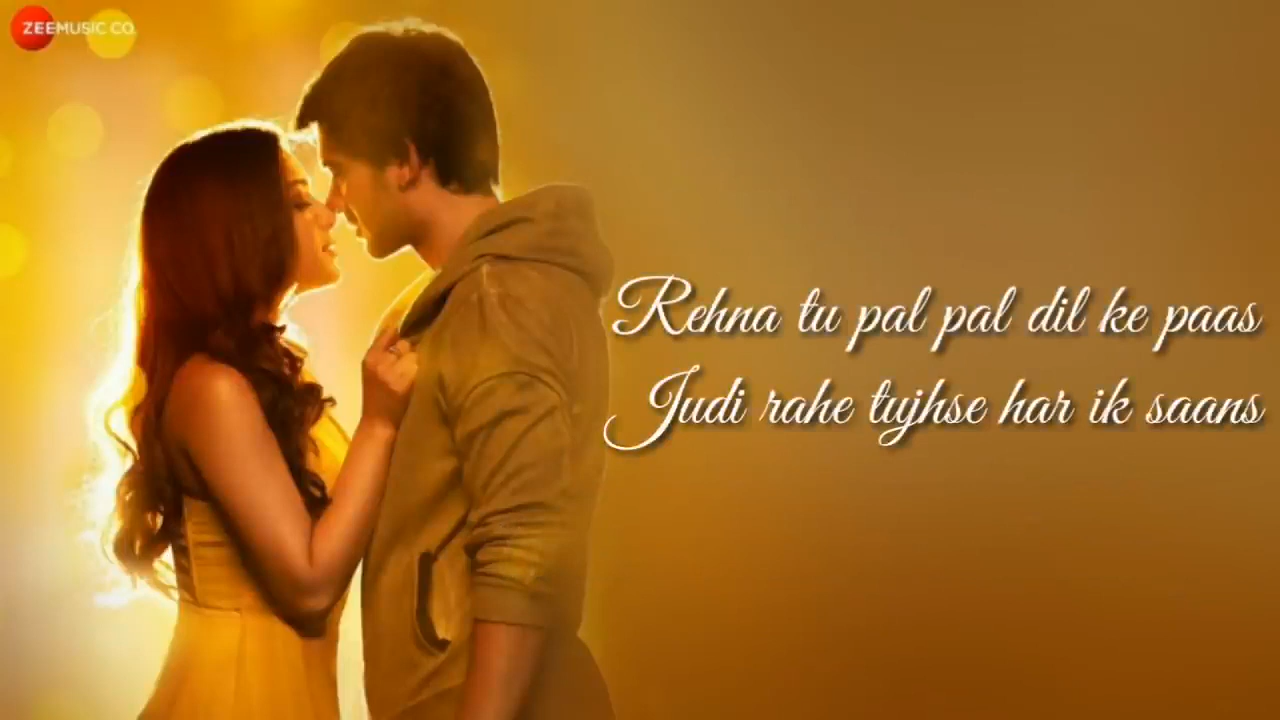 ZEEMUSIC CO.
Rehna tu pal pal dil ke paas
Judi rahe tujhse har ik saans